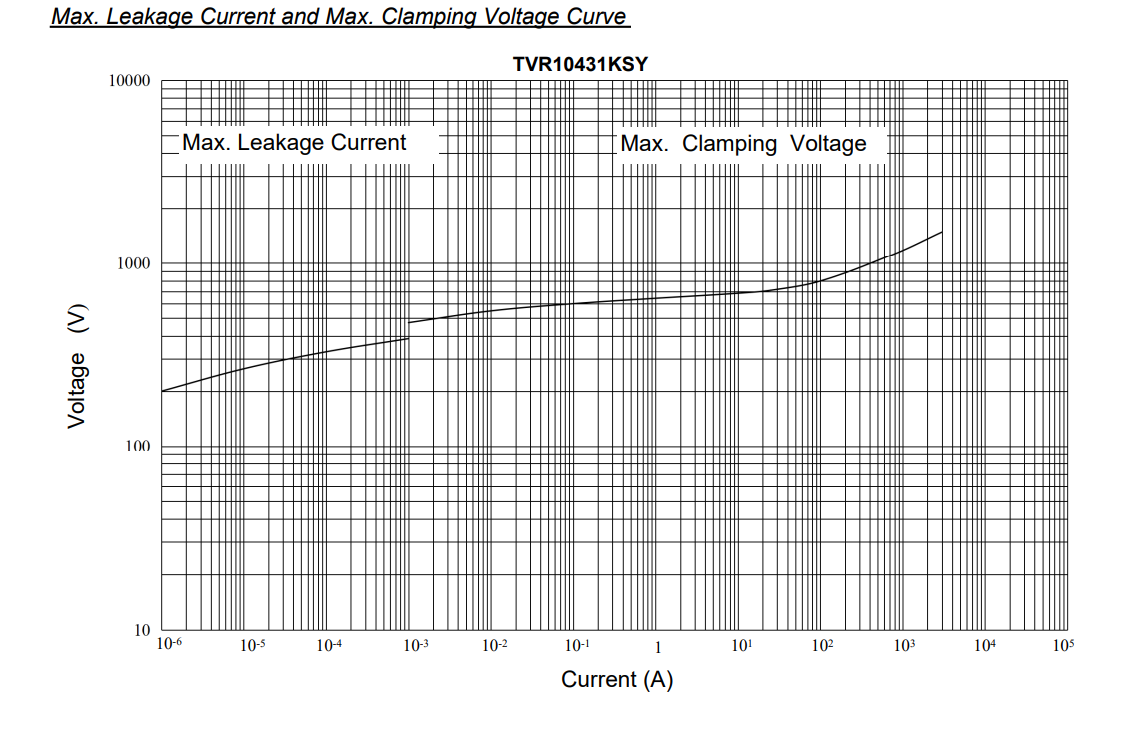 Max. Leakage Current and Max. Clamping Voltage Curve
TVR10431KSY
10000
Max. Leakage Current
Max. Clamping Voltage
1000
Voltage (V)
100
10
10-6 10-5 10-4 10-3 10-2 10-1 1 10¹ 10² 10³ 10⁴ 10⁵
Current (A)